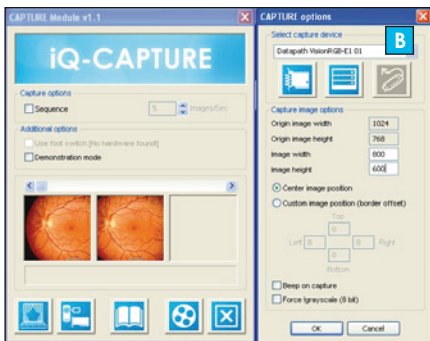 CAPTURE Module v1.1
iQ-CAPTURE
Capture options
Sequence
5 images/Sec
Additional options
Use foot switch [No hardware found]
Demonstration mode
CAPTURE options
B
Select capture device
Datapath VisionRGB-E1 01
Capture image options
Origin image width 1024
Origin image height 768
Image width 800
Image height 600
Center image position
Custom image position (border offset)
Top
0
Left 0 0 Right
0
Bottom
Beep on capture
Force grayscale (8 bit)
OK Cancel